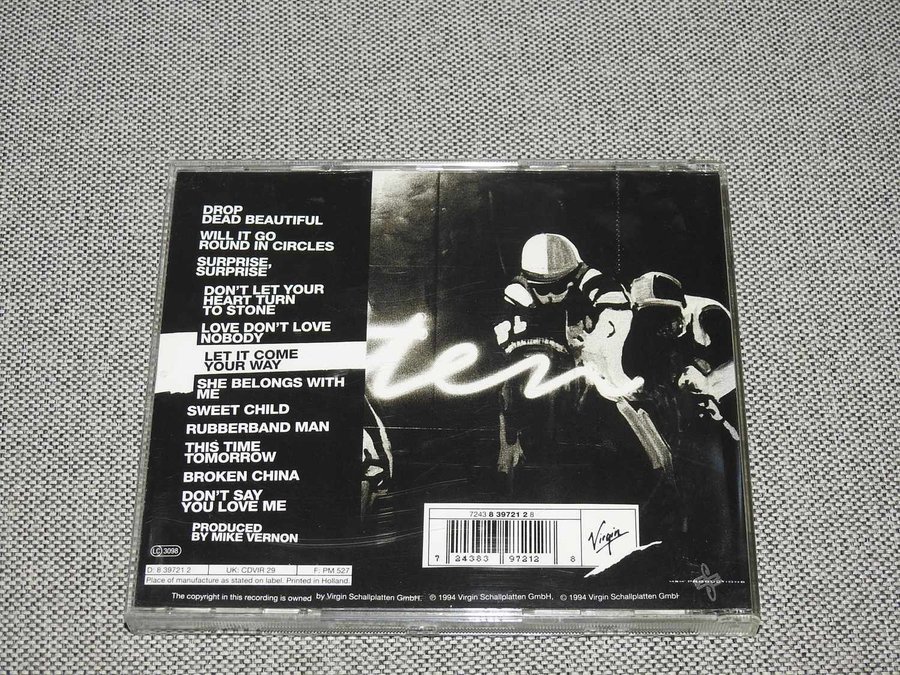 DROP
DEAD BEAUTIFUL
WILL IT GO
ROUND IN CIRCLES
SURPRISE,
SURPRISE
DON'T LET YOUR
HEART TURN
TO STONE
LOVE DON'T LOVE
NOBODY
LET IT COME
YOUR WAY
SHE BELONGS WITH
ME
SWEET CHILD
RUBBERBAND MAN
THIS TIME
TOMORROW
BROKEN CHINA
DON'T SAY
YOU LOVE ME
PRODUCED
BY MIKE VERNON
ten
BL
7243 8 39721 2 8
7 24383 97212 8
Virgin
LC 3098
D: 8 39721 2 UK: CDVIR 29 F: PM 527
Place of manufacture as stated on label. Printed in Holland.
The copyright in this recording is owned by Virgin Schallplatten GmbH, ℗ 1994 Virgin Schallplatten GmbH, © 1994 Virgin Schallplatten GmbH